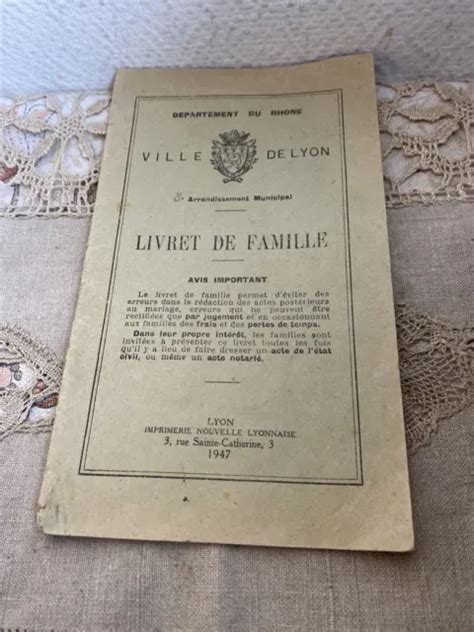 DEPARTEMENT DU RHONE
VILLE DE LYON
Arrondissement Municipal
LIVRET DE FAMILLE
AVIS IMPORTANT
Le livret de famille permet d'éviter des
erreurs dans la rédaction des actes postérieurs
au mariage, erreurs qui ne peuvent être
rectifiées que par jugement et en occasionnant
aux familles des frais et des pertes de temps.
Dans leur propre intérêt, les familles sont
invitées à présenter ce livret toutes les fois
qu'il y a lieu de faire dresser un acte de l'état
civil, ou même un acte notarié.
LYON
IMPRIMERIE NOUVELLE LYONNAISE
3, rue Sainte-Catherine, 3
1947